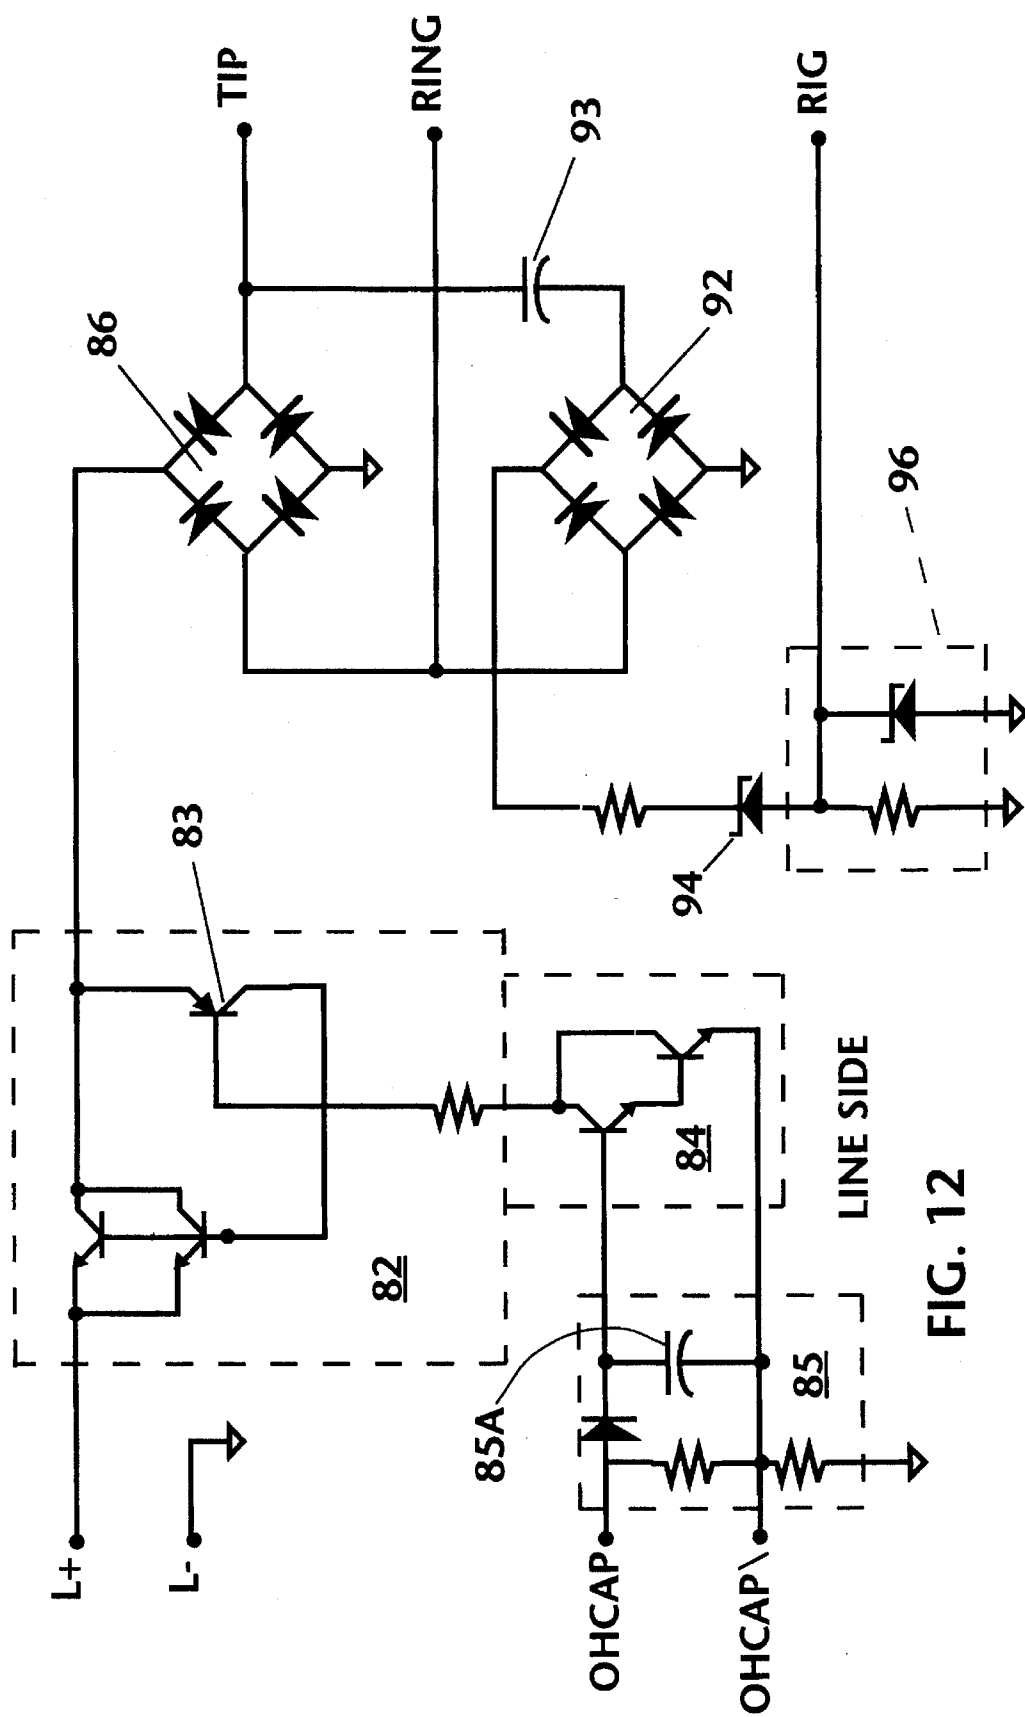 L+
L-
OHCAP
OHCAP\
85A
85
82
83
84
LINE SIDE
94
96
86
92
93
TIP
RING
RIG
FIG. 12